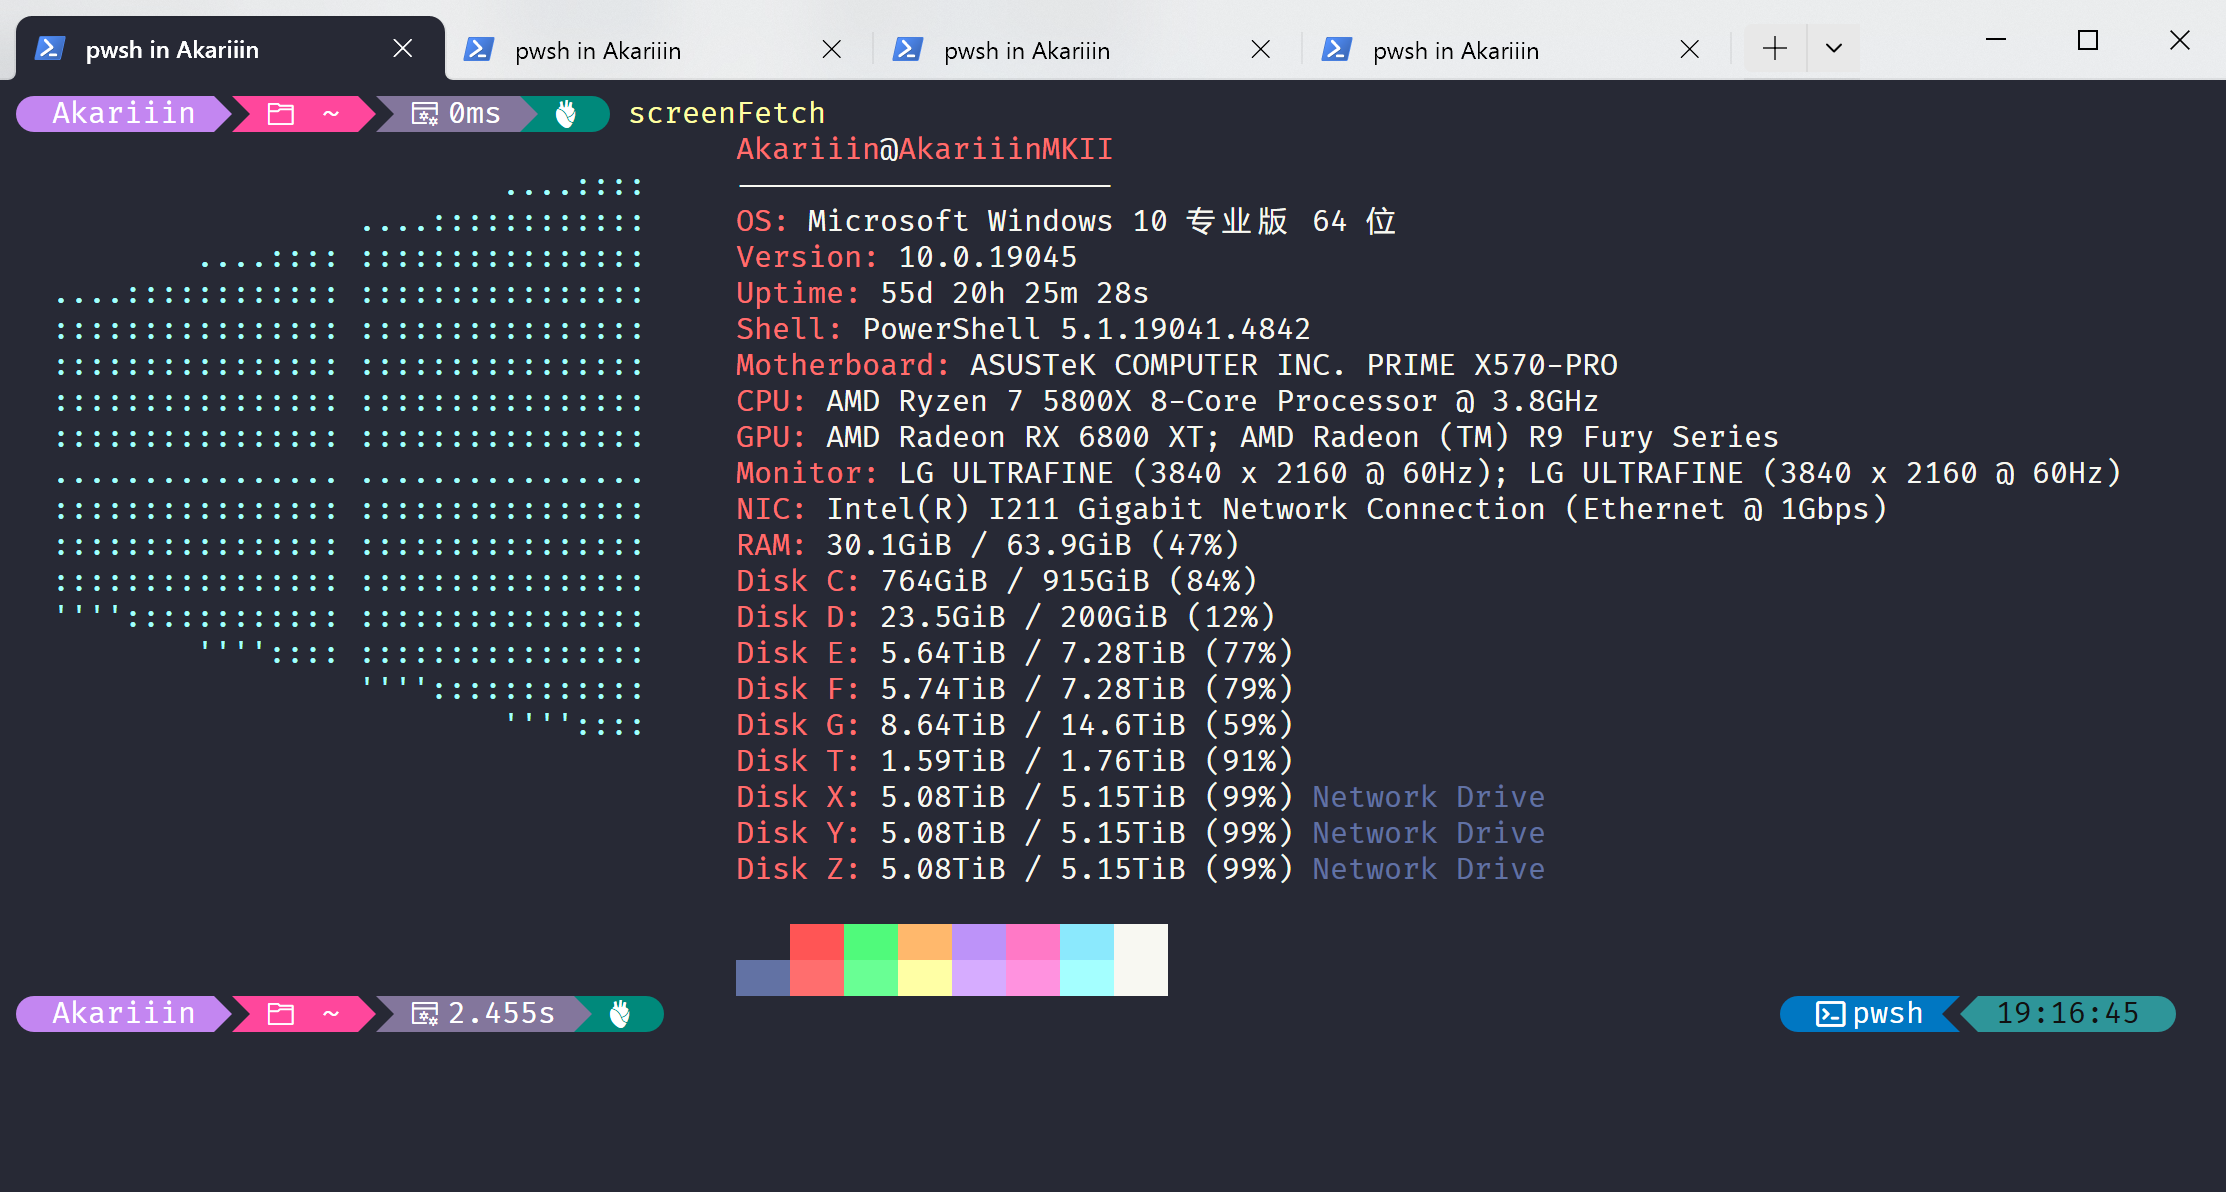 pwsh in Akariiin
pwsh in Akariiin
pwsh in Akariiin
pwsh in Akariiin
Akariiin ~ 0ms screenFetch
Akariiin@AkariiinMKII
OS: Microsoft Windows 10 专业版 64 位
Version: 10.0.19045
Uptime: 55d 20h 25m 28s
Shell: PowerShell 5.1.19041.4842
Motherboard: ASUSTeK COMPUTER INC. PRIME X570-PRO
CPU: AMD Ryzen 7 5800X 8-Core Processor @ 3.8GHz
GPU: AMD Radeon RX 6800 XT; AMD Radeon (TM) R9 Fury Series
Monitor: LG ULTRAFINE (3840 x 2160 @ 60Hz); LG ULTRAFINE (3840 x 2160 @ 60Hz)
NIC: Intel(R) I211 Gigabit Network Connection (Ethernet @ 1Gbps)
RAM: 30.1GiB / 63.9GiB (47%)
Disk C: 764GiB / 915GiB (84%)
Disk D: 23.5GiB / 200GiB (12%)
Disk E: 5.64TiB / 7.28TiB (77%)
Disk F: 5.74TiB / 7.28TiB (79%)
Disk G: 8.64TiB / 14.6TiB (59%)
Disk T: 1.59TiB / 1.76TiB (91%)
Disk X: 5.08TiB / 5.15TiB (99%) Network Drive
Disk Y: 5.08TiB / 5.15TiB (99%) Network Drive
Disk Z: 5.08TiB / 5.15TiB (99%) Network Drive
Akariiin ~ 2.455s pwsh 19:16:45